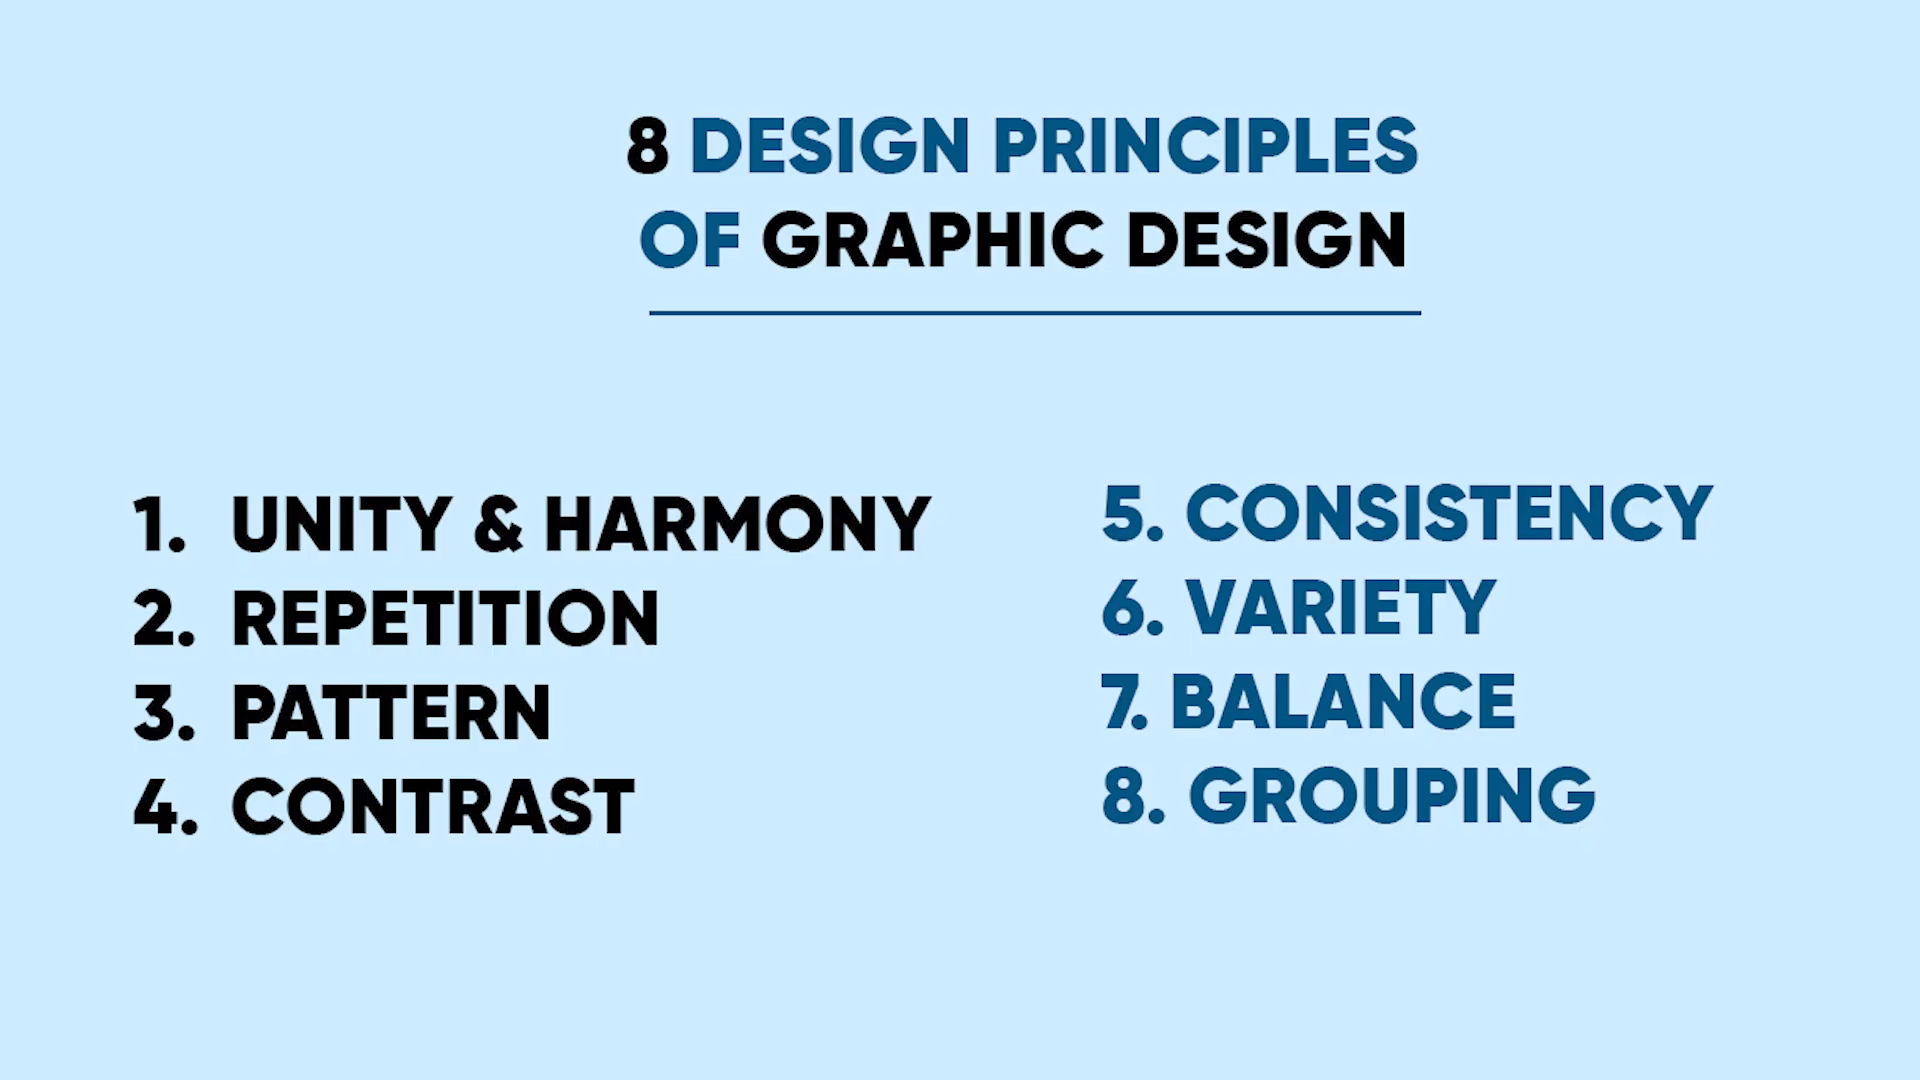 8 DESIGN PRINCIPLES
OF GRAPHIC DESIGN
1. UNITY & HARMONY
2. REPETITION
3. PATTERN
4. CONTRAST
5. CONSISTENCY
6. VARIETY
7. BALANCE
8. GROUPING